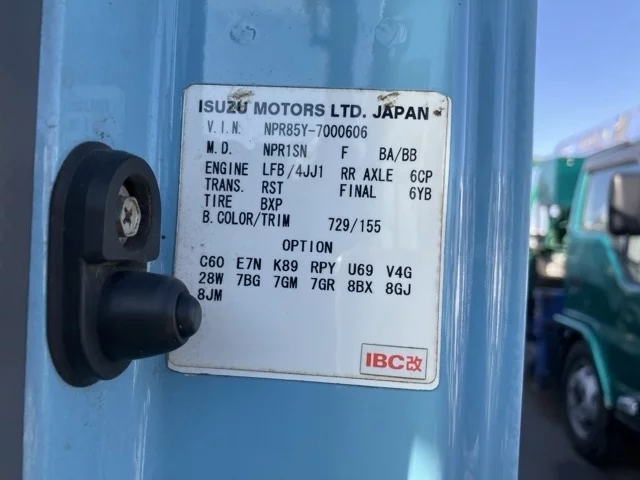 ISUZU MOTORS LTD. JAPAN
V.I.N. NPR85Y-7000606
M.D. NPR1SN F BA/BB
ENGINE LFB/4JJ1 RR AXLE 6CP
TRANS. RST FINAL 6YB
TIRE BXP
B.COLOR/TRIM 729/155
OPTION
C60 E7N K89 RPY U69 V4G
28W 7BG 7GM 7GR 8BX 8GJ
8JM
IBC改